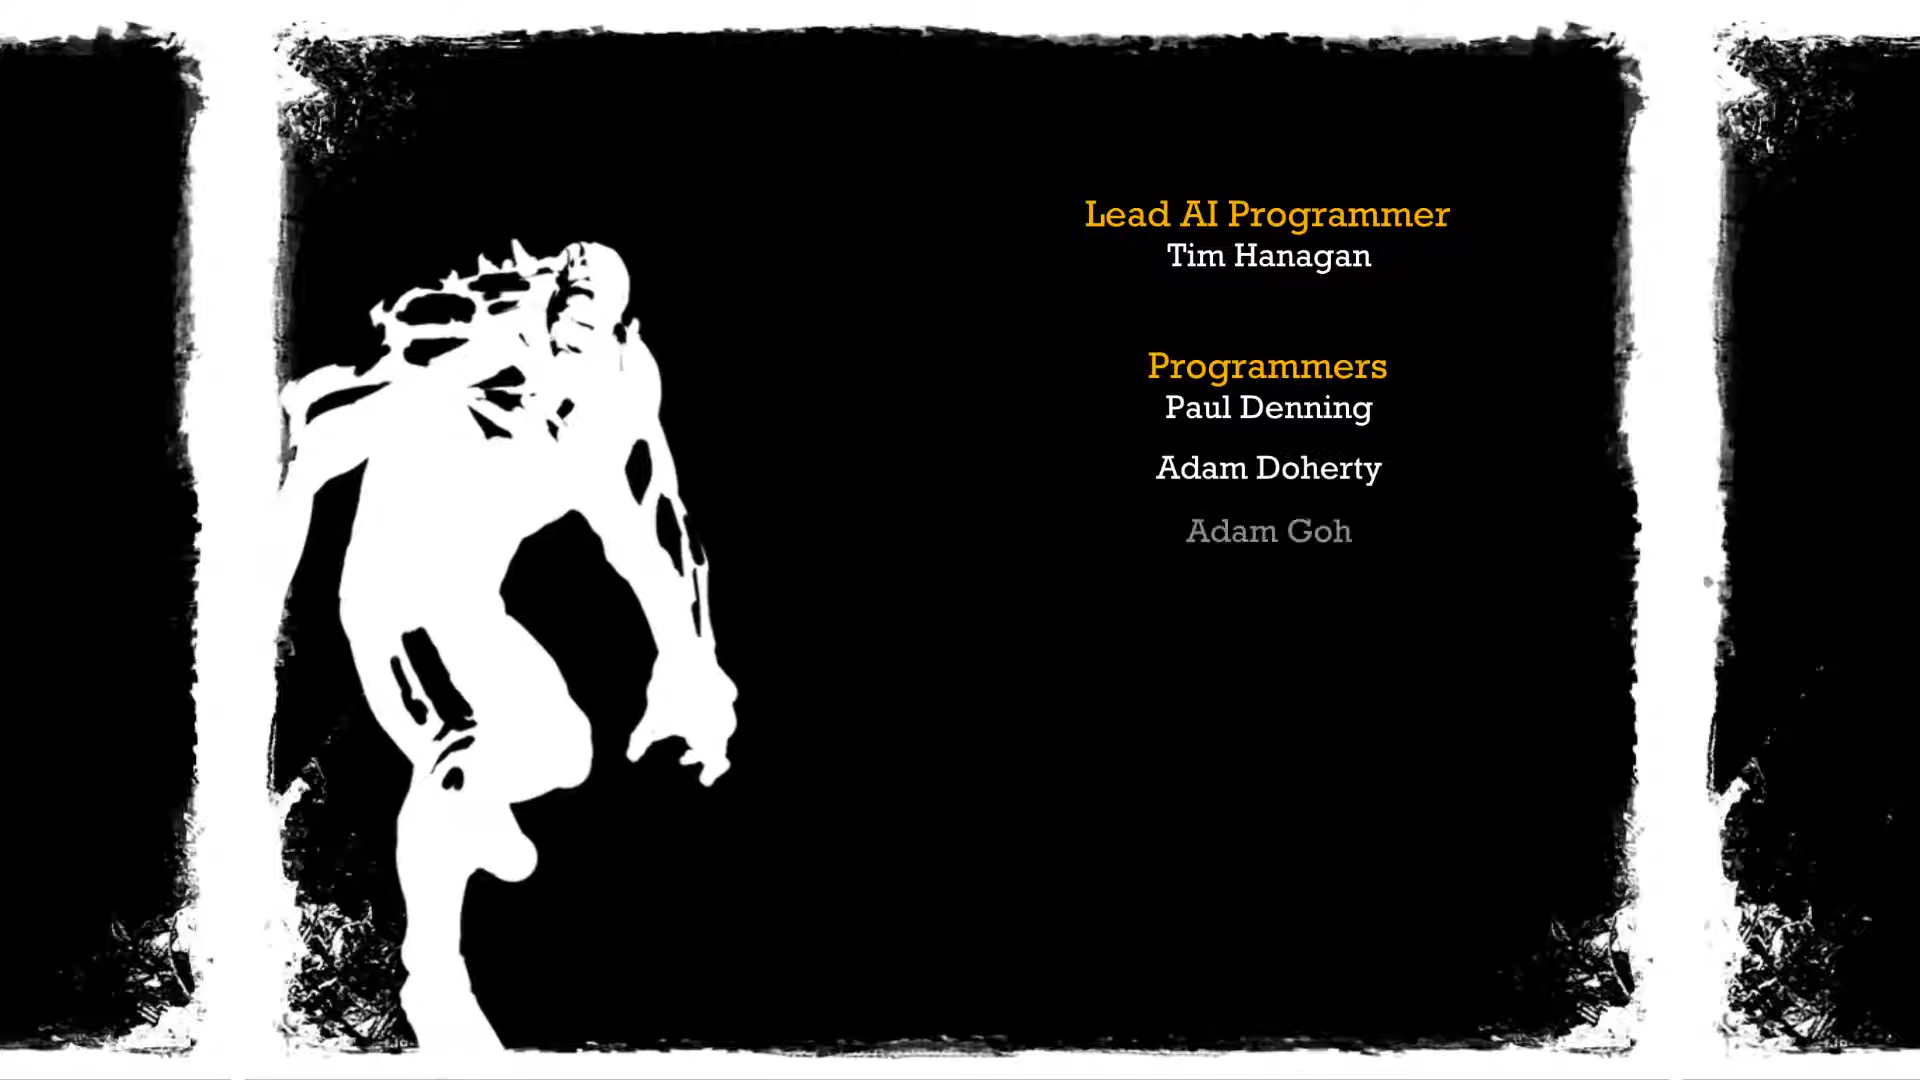 Lead AI Programmer
Tim Hanagan
Programmers
Paul Denning
Adam Doherty
Adam Goh